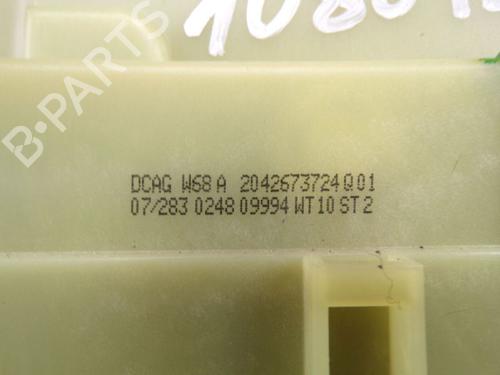 DCAG W68 A 2042673724 Q 01
07/283 0248 09994 WT10 ST 2
B-PARTS